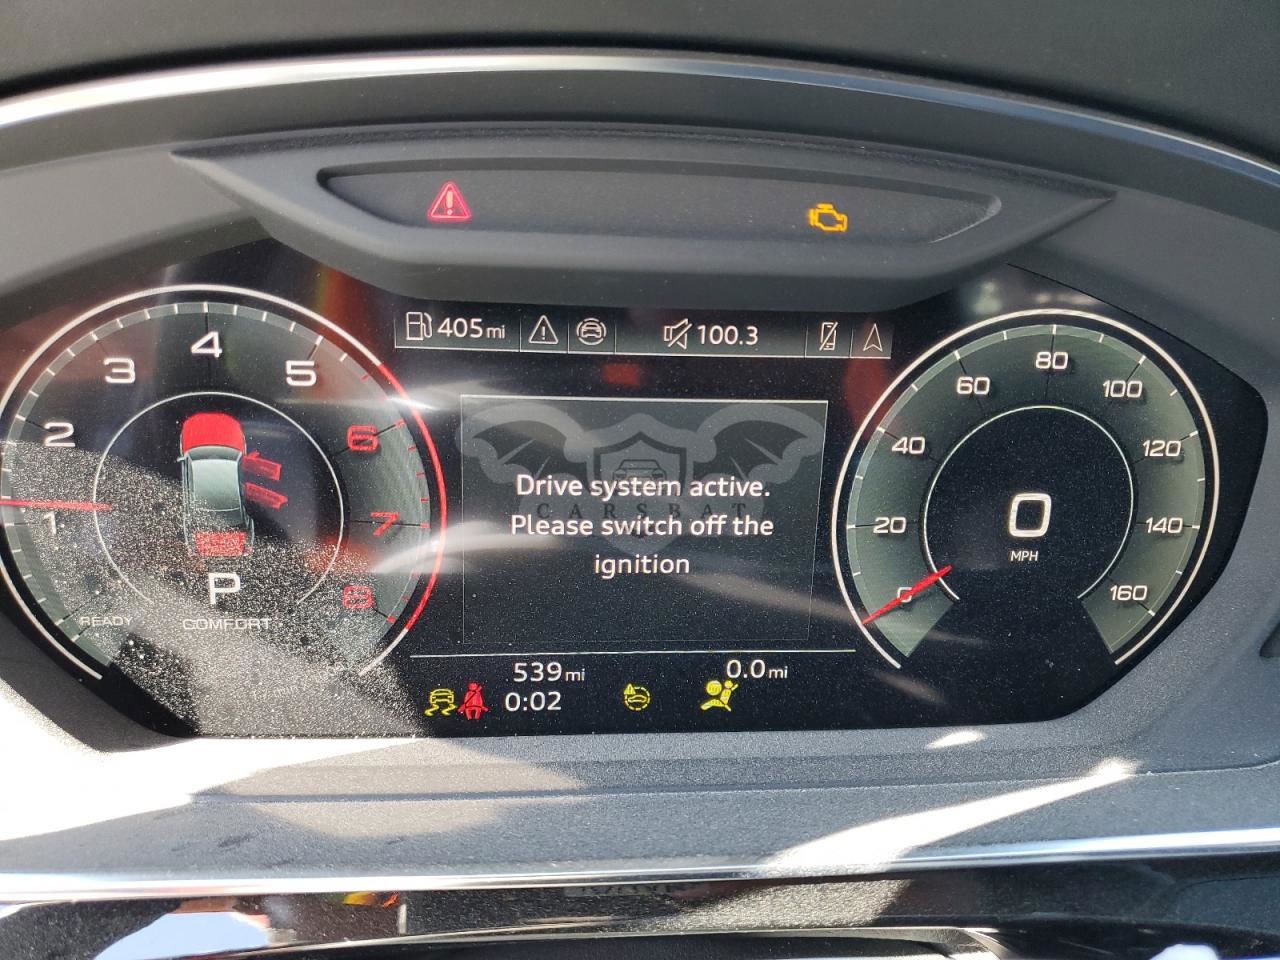 405 mi
100.3
1
2
3
4
5
6
7
8
P
READY
COMFORT
Drive system active.
CARSBAT
Please switch off the
ignition
0
20
40
60
80
100
120
140
160
0
MPH
539 mi
0.0 mi
0:02